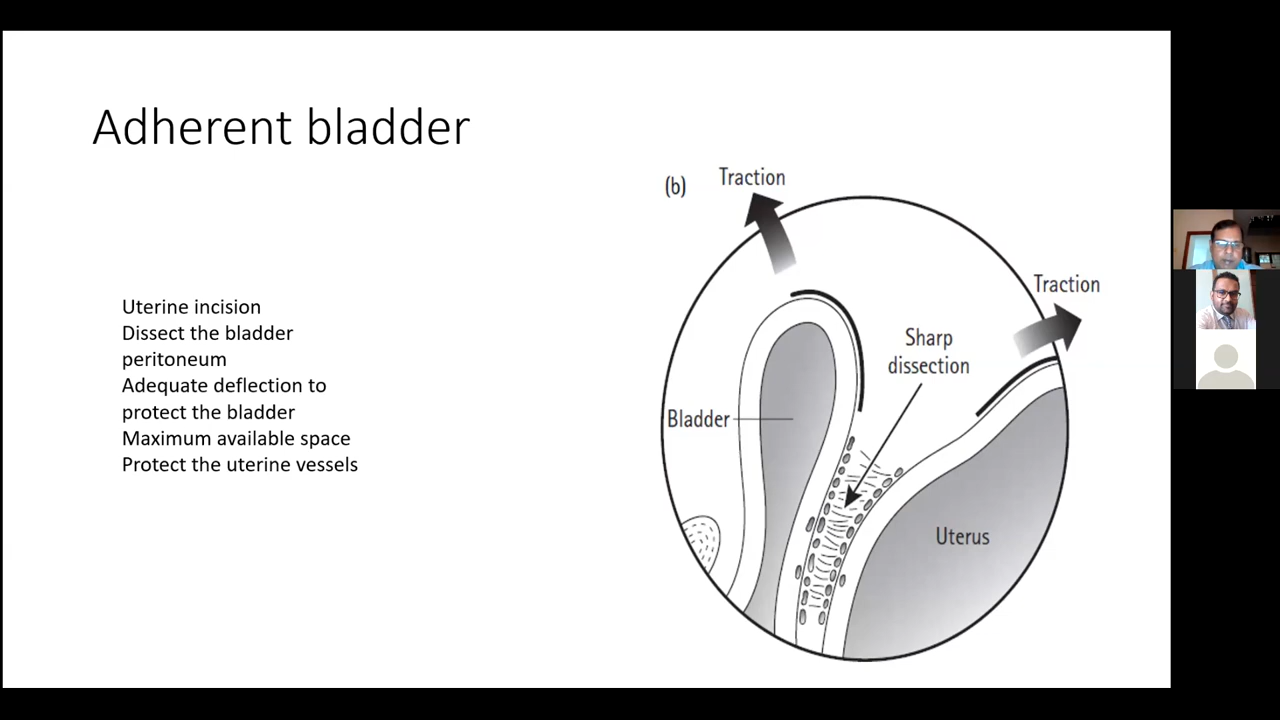 Adherent bladder
Uterine incision
Dissect the bladder
peritoneum
Adequate deflection to
protect the bladder
Maximum available space
Protect the uterine vessels
(b)
Traction
Traction
Sharp
dissection
Bladder
Uterus